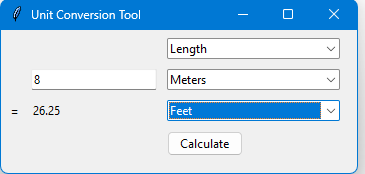 Unit Conversion Tool
Length
8 Meters
= 26.25 Feet
Calculate